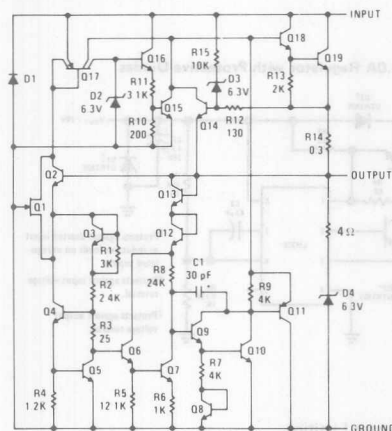 INPUT
Q18
Q19
R15
10K
Q16
Q17
D1
D2
6.3V
R11
3 1K
Q15
D3
6.3V
R13
2K
R10
200
R12
130
Q14
R14
0.3
Q2
OUTPUT
Q13
Q1
Q3
R1
3K
Q12
C1
30 pF
4Ω
R8
24K
R2
2 4K
R9
4K
Q11
D4
6.3V
Q4
R3
25
Q9
Q10
Q6
Q5
Q7
R7
4K
R4
1 2K
R5
12 1K
R6
1K
Q8
GROUND